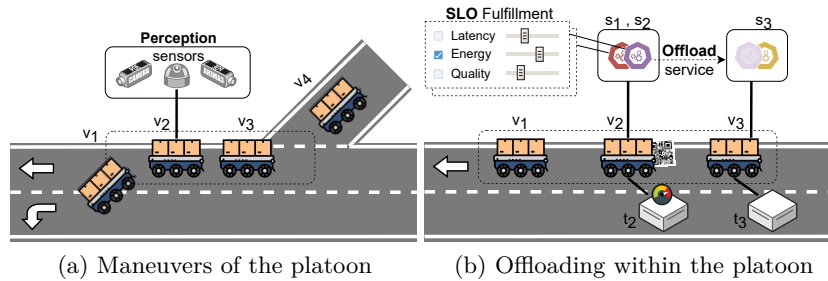 Perception
sensors
CAMERA
v1
v2
v3
v4
(a) Maneuvers of the platoon
SLO Fulfillment
Latency
Energy
Quality
s1 , s2
Offload
service
s3
v1
v2
v3
t2
t3
(b) Offloading within the platoon